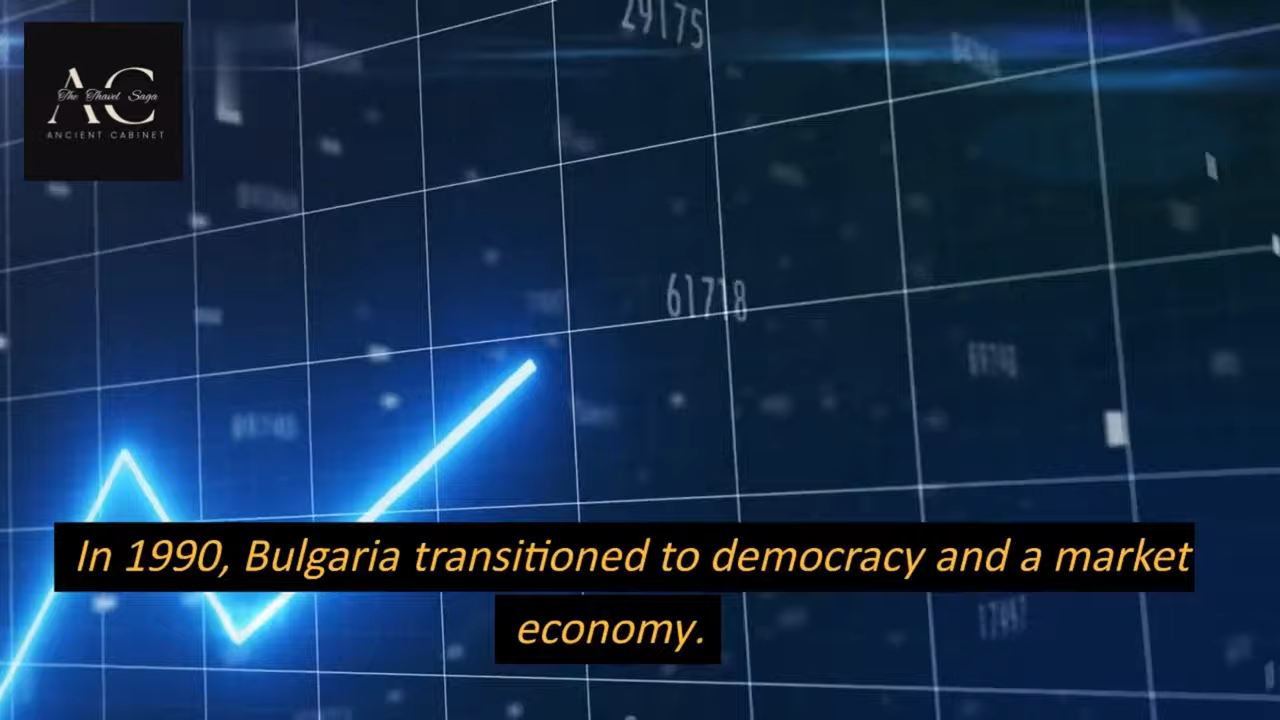 29175
AC
The Travel Saga
ANCIENT CABINET
61718
In 1990, Bulgaria transitioned to democracy and a market
economy.